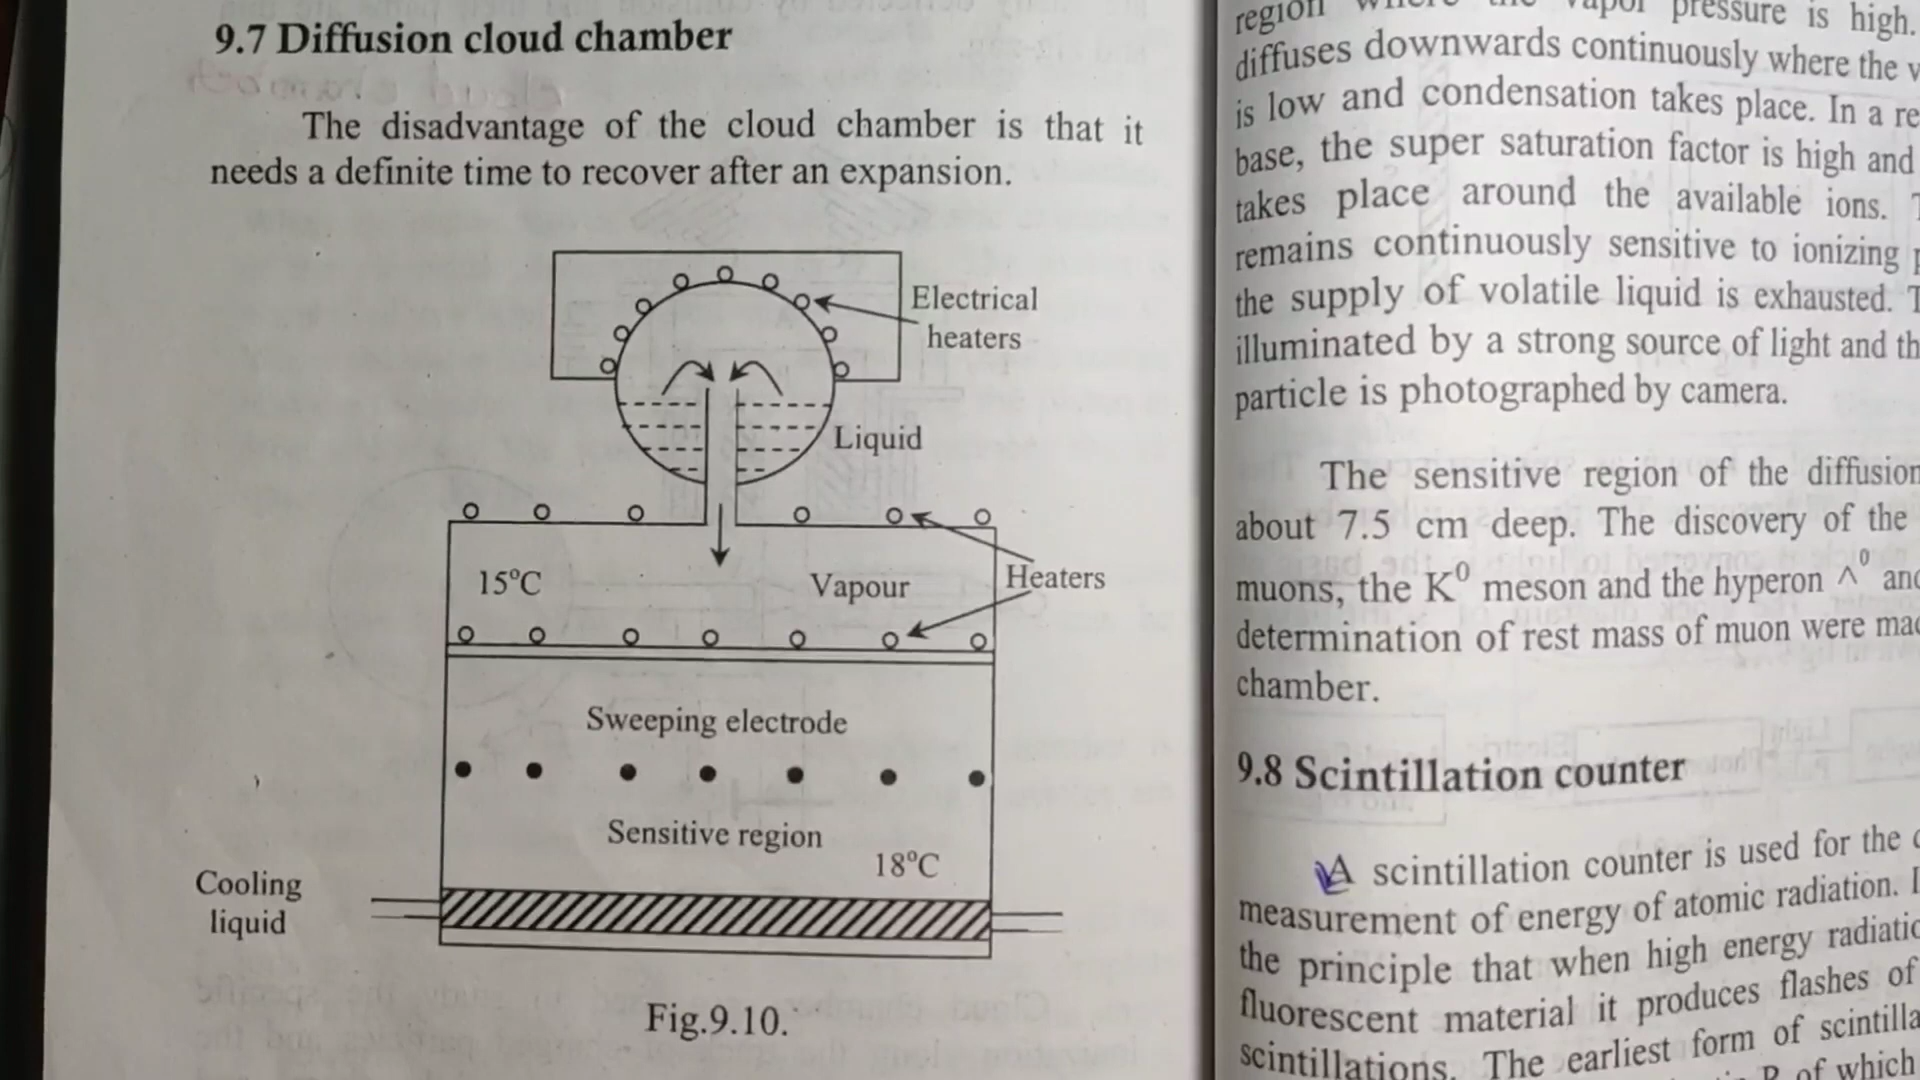 9.7 Diffusion cloud chamber
The disadvantage of the cloud chamber is that it
needs a definite time to recover after an expansion.
Electrical
heaters
Liquid
15°C
Vapour
Heaters
Sweeping electrode
Sensitive region
18°C
Cooling
liquid
Fig.9.10.
region where the vapor pressure is high.
diffuses downwards continuously where the
is low and condensation takes place. In a
base, the super saturation factor is high and
takes place around the available ions.
remains continuously sensitive to ionizing
the supply of volatile liquid is exhausted.
illuminated by a strong source of light and
particle is photographed by camera.
The sensitive region of the diffusion
about 7.5 cm deep. The discovery of the
muons, the K⁰ meson and the hyperon ^⁰
determination of rest mass of muon were
chamber.
9.8 Scintillation counter
A scintillation counter is used for the
measurement of energy of atomic radiation.
the principle that when high energy
fluorescent material it produces flashes of
scintillations. The earliest form of
of which